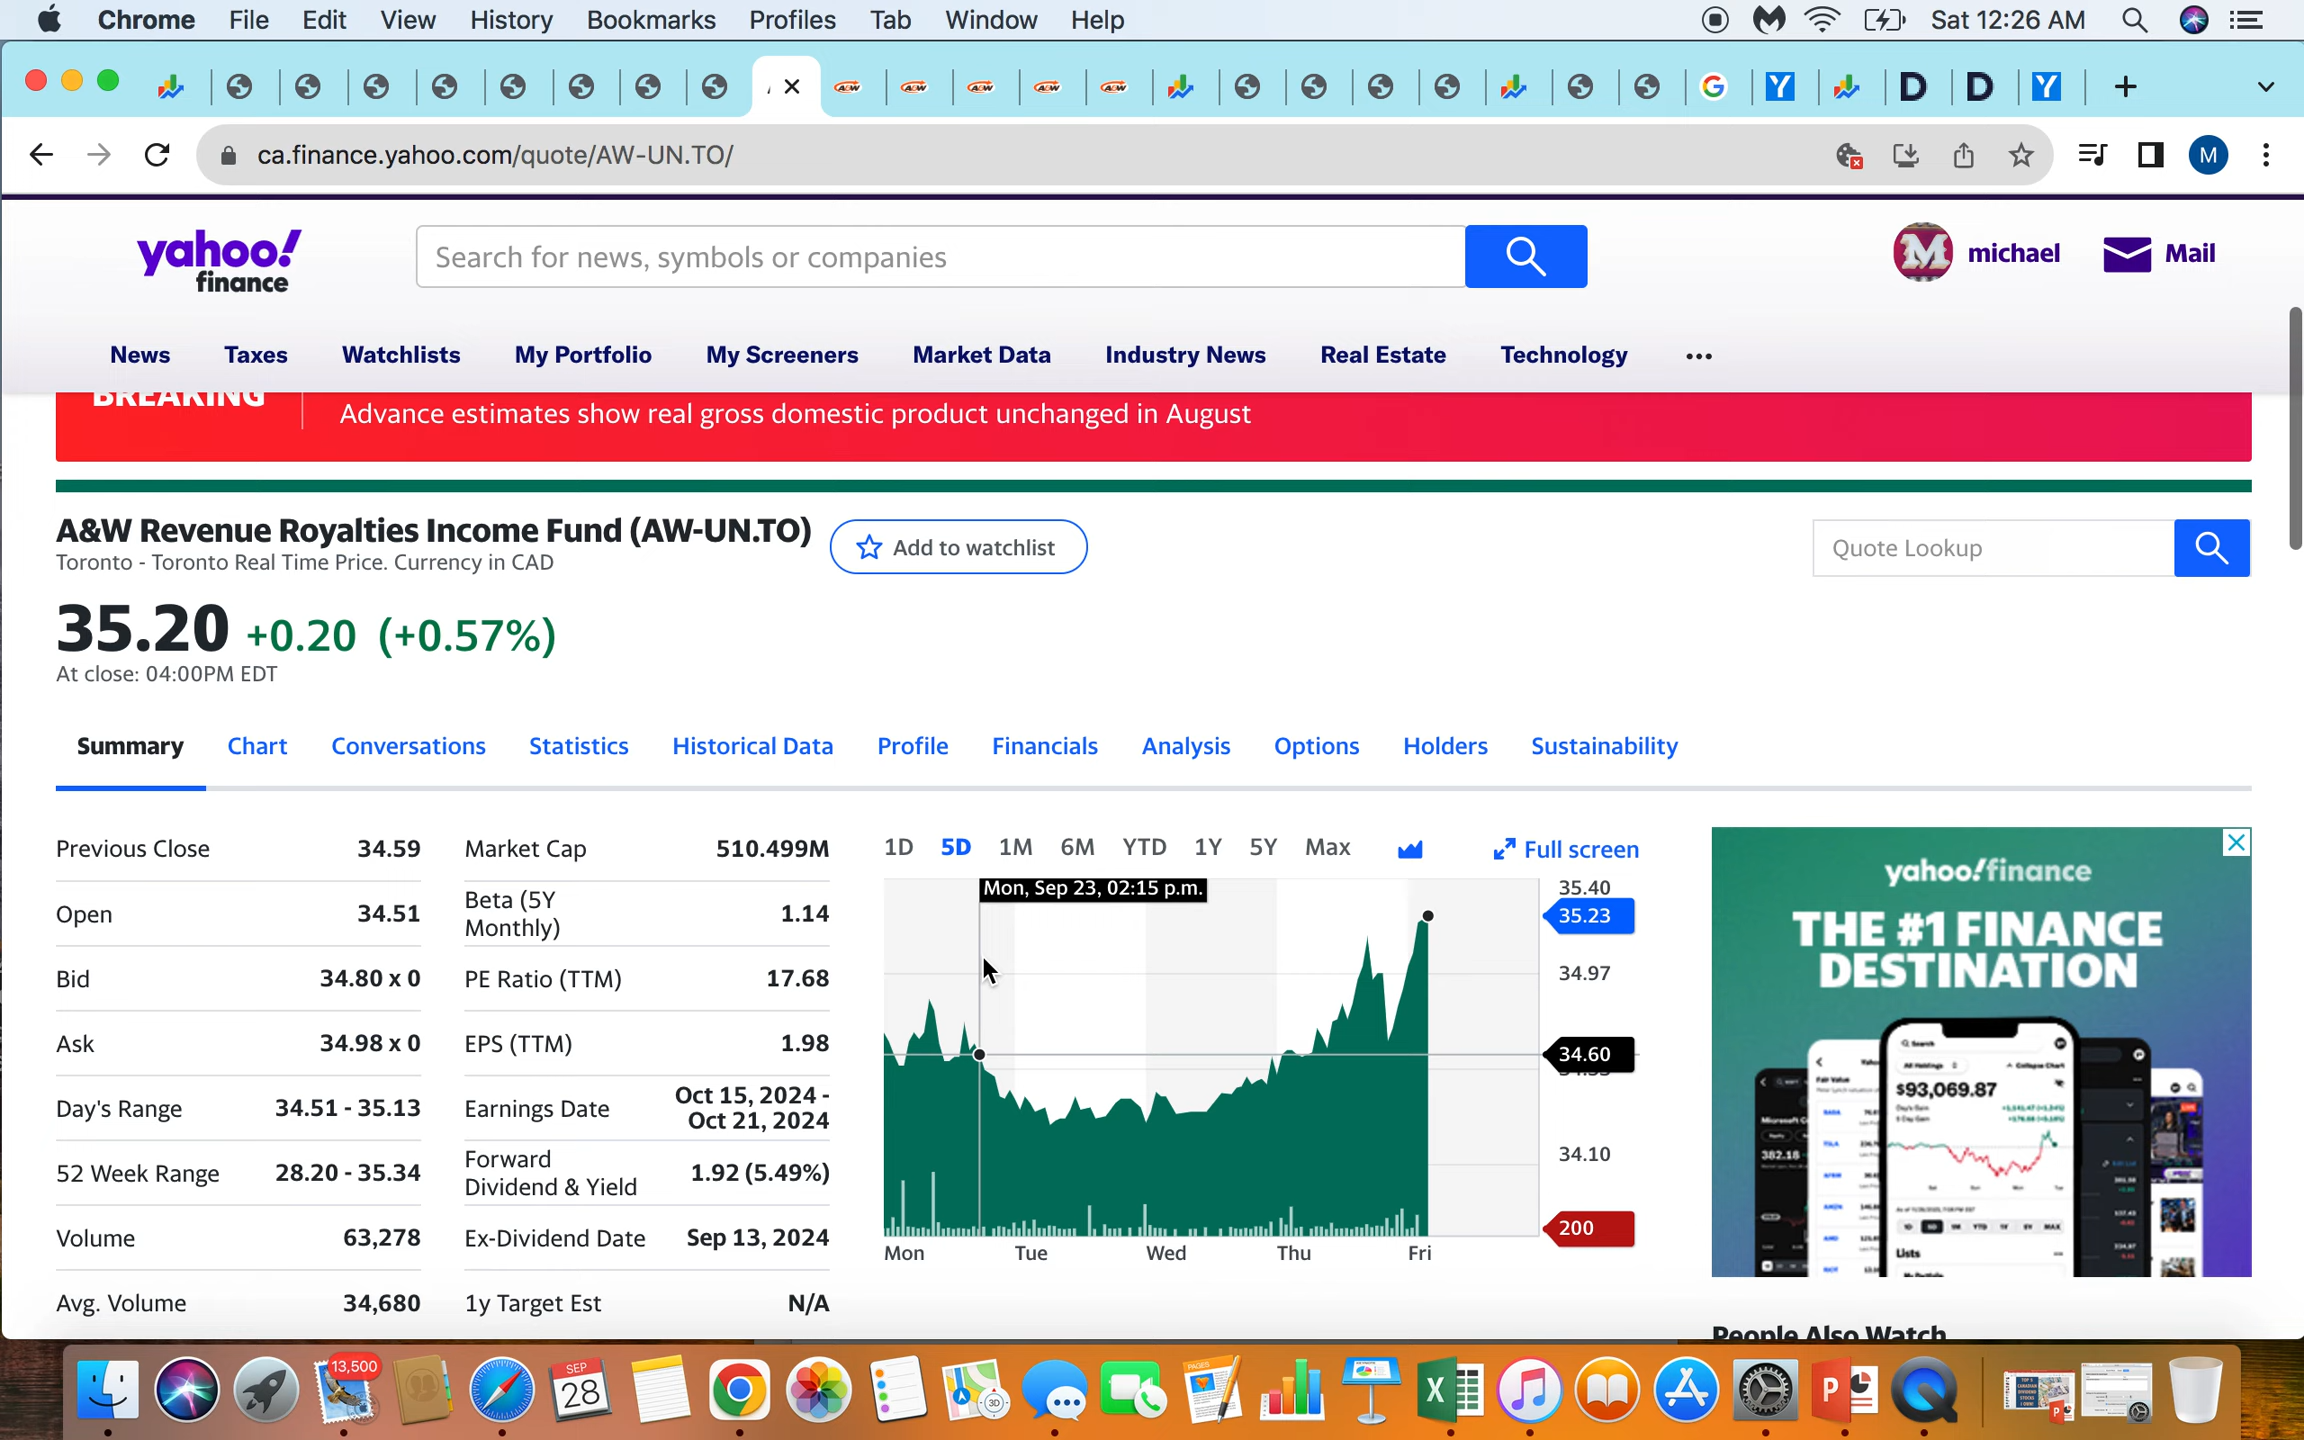 Chrome File Edit View History Bookmarks Profiles Tab Window Help Sat 12:26 AM
ca.finance.yahoo.com/quote/AW-UN.TO/ M
yahoo!
finance
Search for news, symbols or companies
M michael Mail
News Taxes Watchlists My Portfolio My Screeners Market Data Industry News Real Estate Technology ...
BREAKING
Advance estimates show real gross domestic product unchanged in August
A&W Revenue Royalties Income Fund (AW-UN.TO)
Toronto - Toronto Real Time Price. Currency in CAD
Add to watchlist
Quote Lookup
35.20 +0.20 (+0.57%)
At close: 04:00PM EDT
Summary Chart Conversations Statistics Historical Data Profile Financials Analysis Options Holders Sustainability
Previous Close 34.59
Open 34.51
Bid 34.80 x 0
Ask 34.98 x 0
Day's Range 34.51 - 35.13
52 Week Range 28.20 - 35.34
Volume 63,278
Avg. Volume 34,680
Market Cap 510.499M
Beta (5Y
Monthly) 1.14
PE Ratio (TTM) 17.68
EPS (TTM) 1.98
Earnings Date Oct 15, 2024 -
Oct 21, 2024
Forward
Dividend & Yield 1.92 (5.49%)
Ex-Dividend Date Sep 13, 2024
1y Target Est N/A
1D 5D 1M 6M YTD 1Y 5Y Max Full screen
Mon, Sep 23, 02:15 p.m.
35.40
35.23
34.97
34.60
34.10
200
Mon Tue Wed Thu Fri
yahoo!finance
THE #1 FINANCE
DESTINATION
Search
$93,069.87
382.18
Lists
People Also Watch
13,500
SEP
28
PAGES
3D